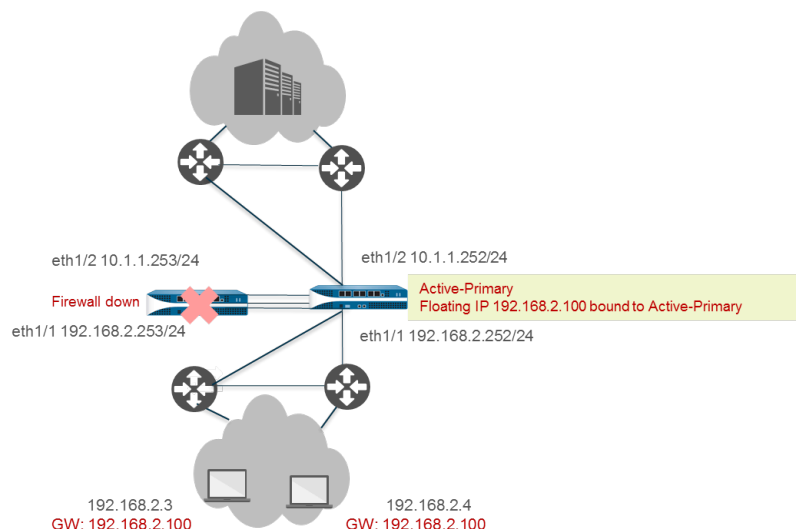 eth1/2 10.1.1.253/24
eth1/2 10.1.1.252/24
Firewall down
Active-Primary
Floating IP 192.168.2.100 bound to Active-Primary
eth1/1 192.168.2.253/24
eth1/1 192.168.2.252/24
192.168.2.3
GW: 192.168.2.100
192.168.2.4
GW: 192.168.2.100